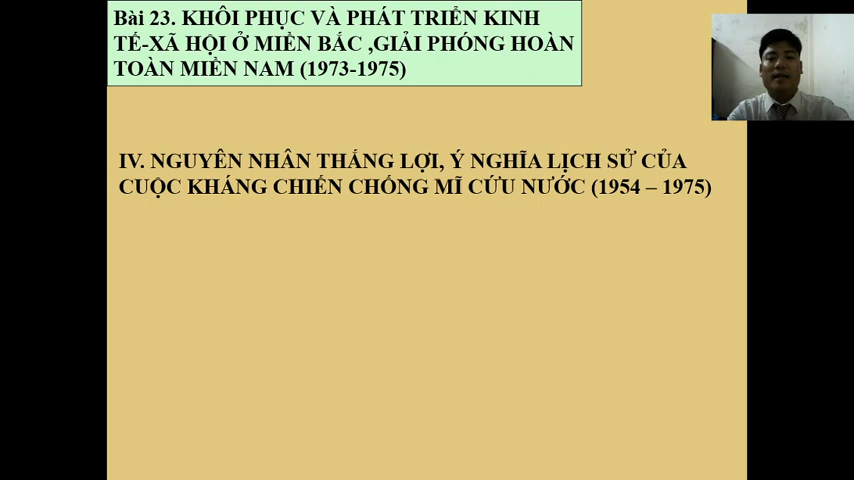 Bài 23. KHÔI PHỤC VÀ PHÁT TRIỂN KINH
TẾ-XÃ HỘI Ở MIỀN BẮC ,GIẢI PHÓNG HOÀN
TOÀN MIỀN NAM (1973-1975)
IV. NGUYÊN NHÂN THẮNG LỢI, Ý NGHĨA LỊCH SỬ CỦA
CUỘC KHÁNG CHIẾN CHỐNG MĨ CỨU NƯỚC (1954 – 1975)